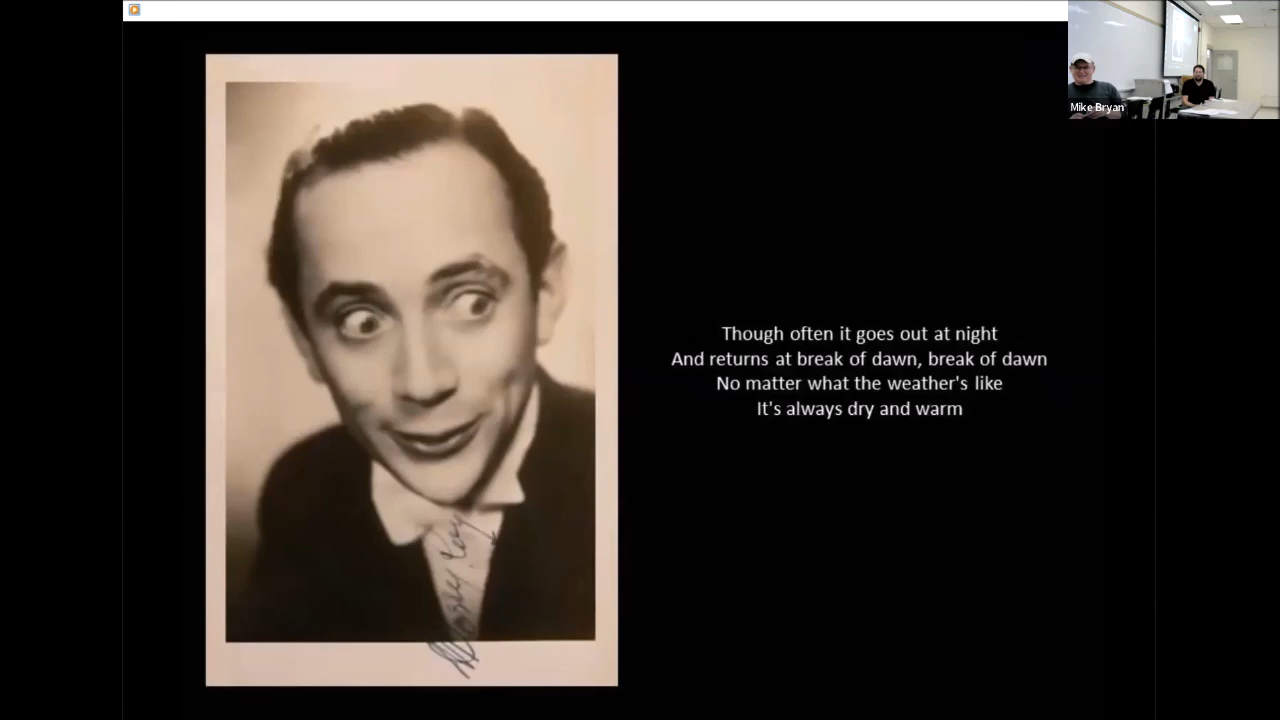 Mike Bryan
Though often it goes out at night
And returns at break of dawn, break of dawn
No matter what the weather's like
It's always dry and warm